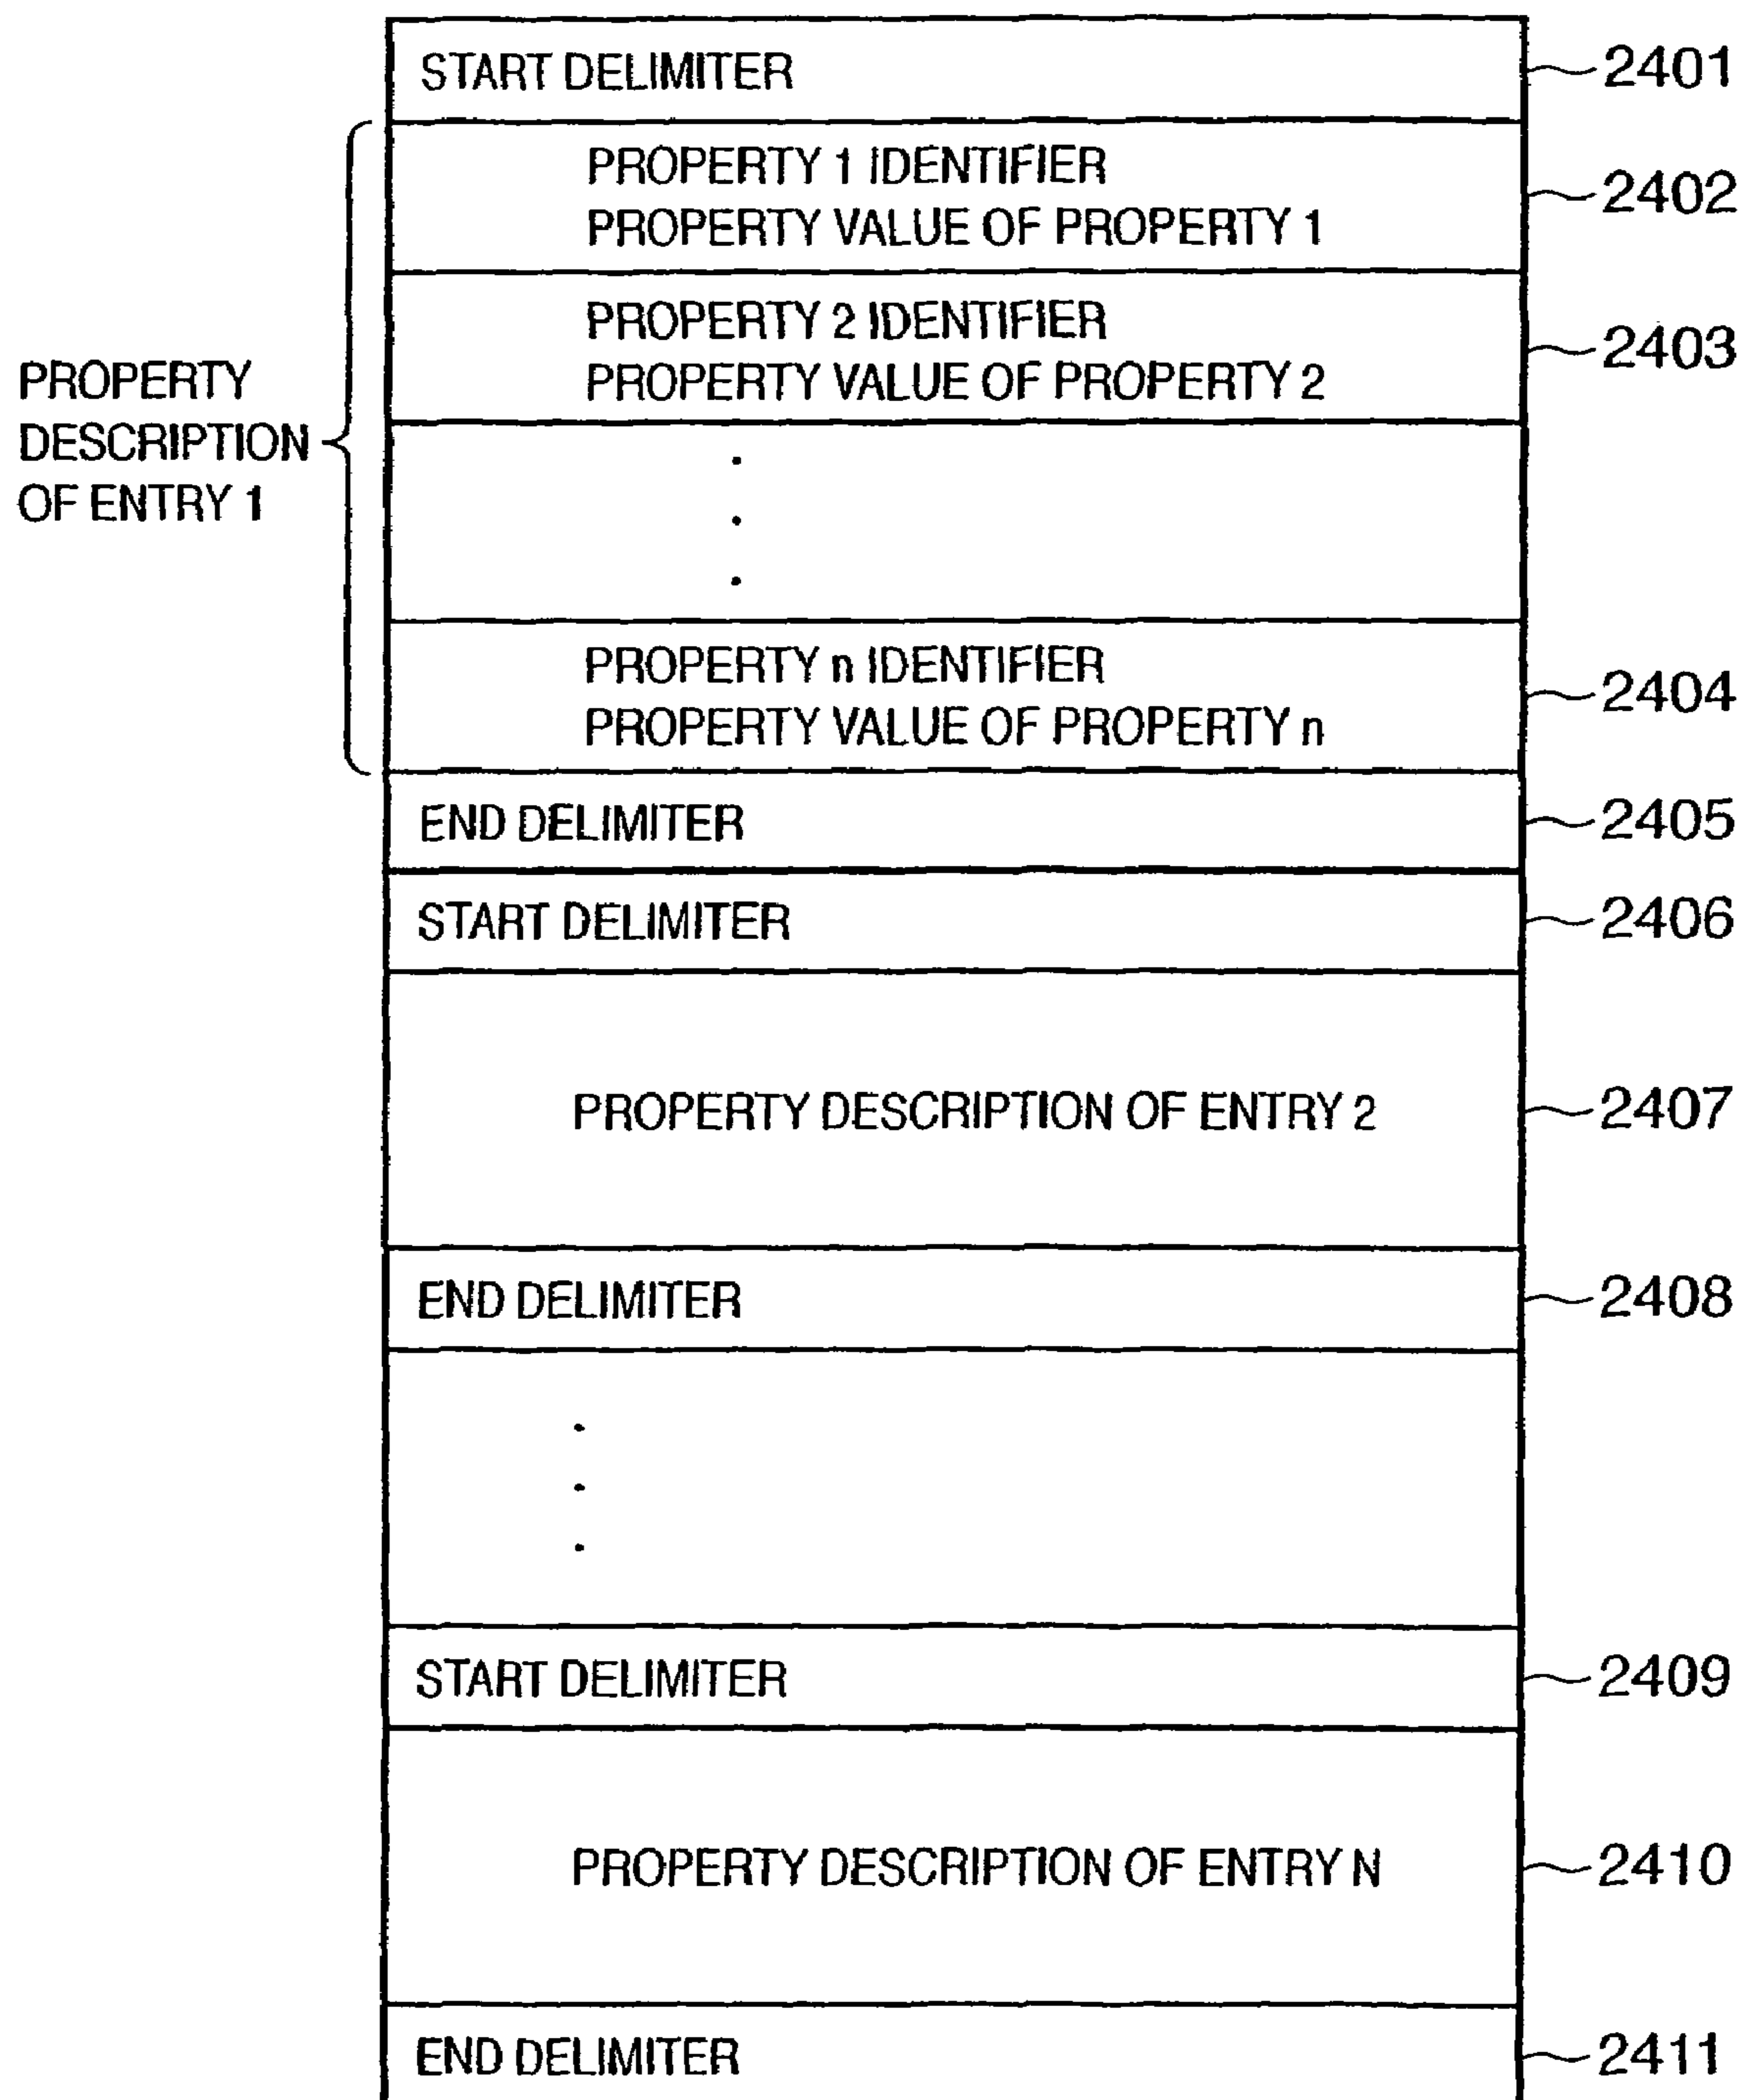 START DELIMITER
2401
PROPERTY 1 IDENTIFIER
PROPERTY VALUE OF PROPERTY 1
2402
PROPERTY 2 IDENTIFIER
PROPERTY VALUE OF PROPERTY 2
2403
PROPERTY
DESCRIPTION
OF ENTRY 1
.
.
.
PROPERTY n IDENTIFIER
PROPERTY VALUE OF PROPERTY n
2404
END DELIMITER
2405
START DELIMITER
2406
PROPERTY DESCRIPTION OF ENTRY 2
2407
END DELIMITER
2408
.
.
.
START DELIMITER
2409
PROPERTY DESCRIPTION OF ENTRY N
2410
END DELIMITER
2411